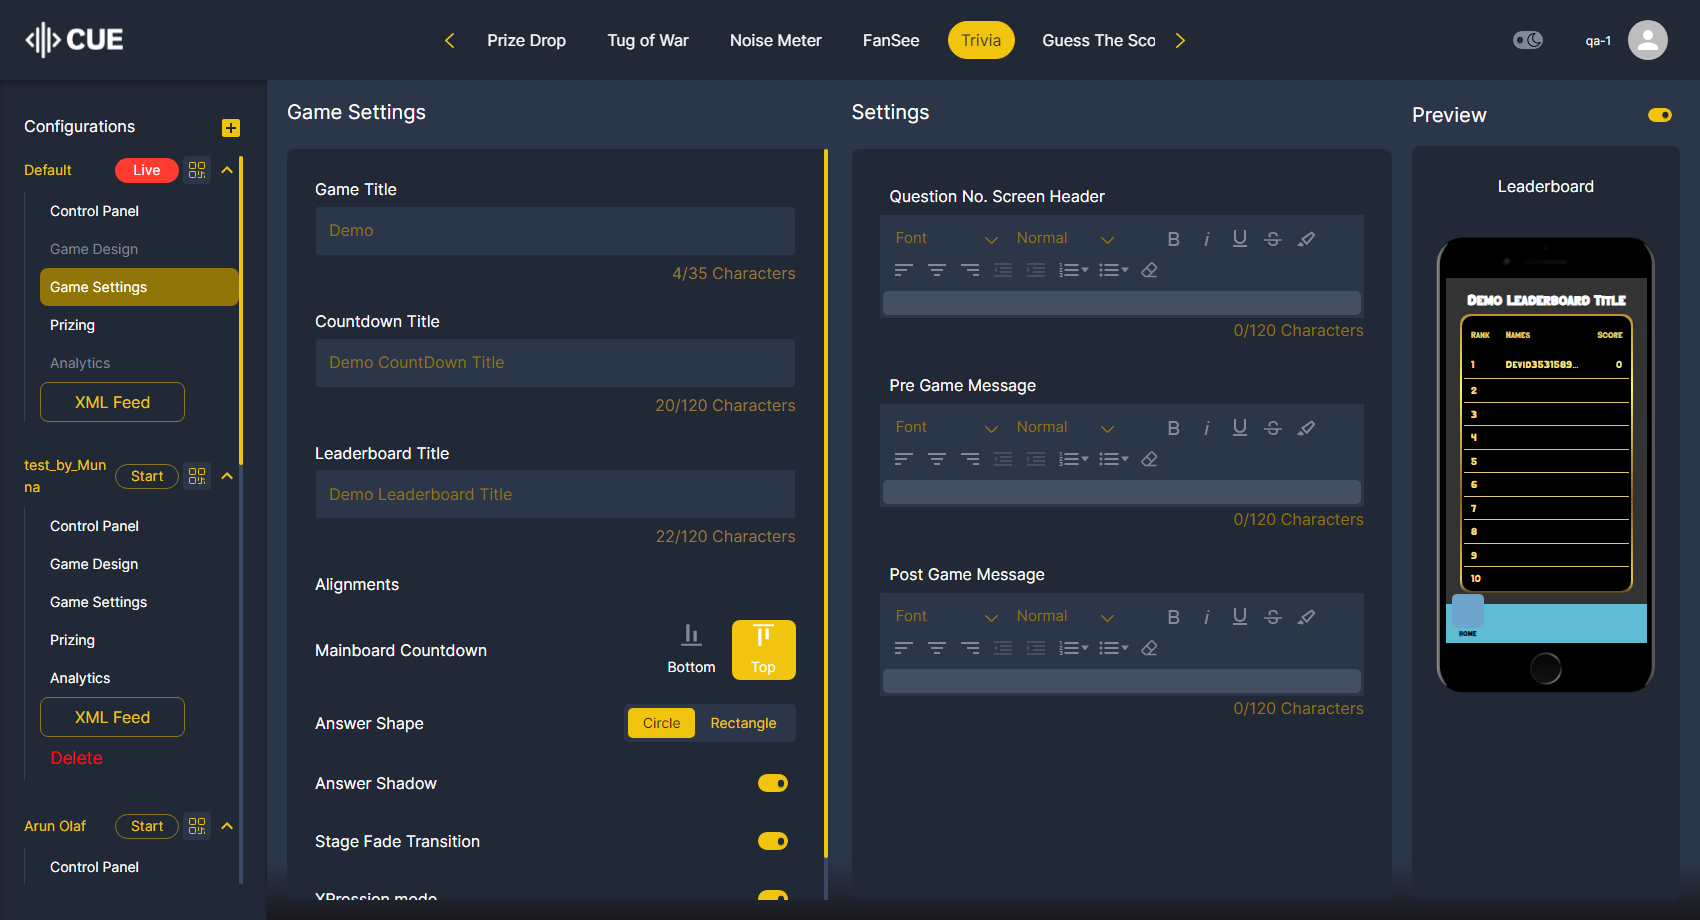 CUE
Prize Drop
Tug of War
Noise Meter
FanSee
Trivia
Guess The Sco
qa-1
Configurations
Default
Live
Control Panel
Game Design
Game Settings
Prizing
Analytics
XML Feed
test_by_Mun
na
Start
Control Panel
Game Design
Game Settings
Prizing
Analytics
XML Feed
Delete
Arun Olaf
Start
Control Panel
Game Settings
Game Title
Demo
4/35 Characters
Countdown Title
Demo CountDown Title
20/120 Characters
Leaderboard Title
Demo Leaderboard Title
22/120 Characters
Alignments
Mainboard Countdown
Bottom
Top
Answer Shape
Circle
Rectangle
Answer Shadow
Stage Fade Transition
XPression mode
Settings
Question No. Screen Header
Font
Normal
B i U S
0/120 Characters
Pre Game Message
Font
Normal
B i U S
0/120 Characters
Post Game Message
Font
Normal
B i U S
0/120 Characters
Preview
Leaderboard
Demo Leaderboard Title
Rank Names Score
1 Devid3531589... 0
2
3
4
5
6
7
8
9
10
HOME